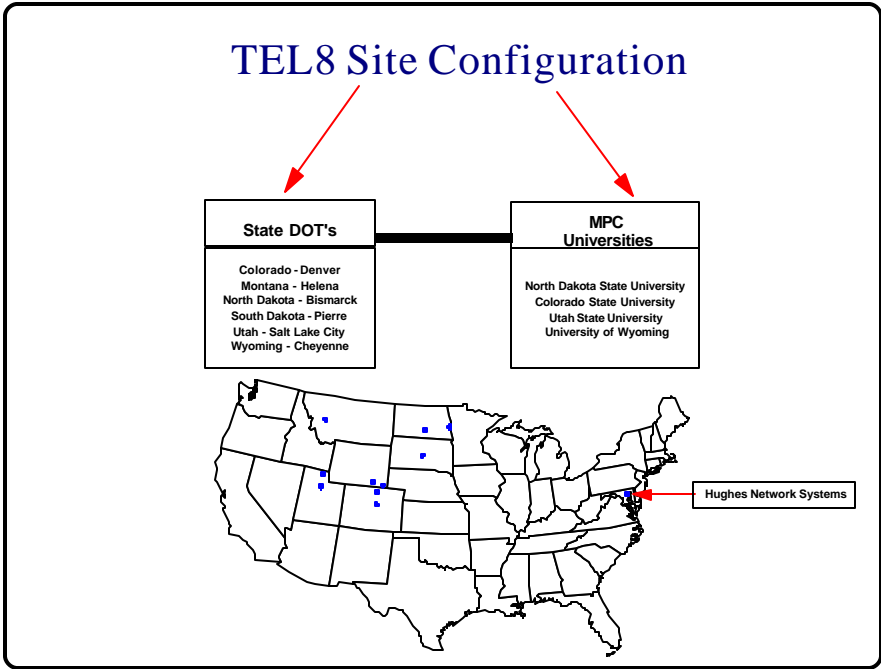 TEL8 Site Configuration
State DOT's
Colorado - Denver
Montana - Helena
North Dakota - Bismarck
South Dakota - Pierre
Utah - Salt Lake City
Wyoming - Cheyenne
MPC
Universities
North Dakota State University
Colorado State University
Utah State University
University of Wyoming
Hughes Network Systems